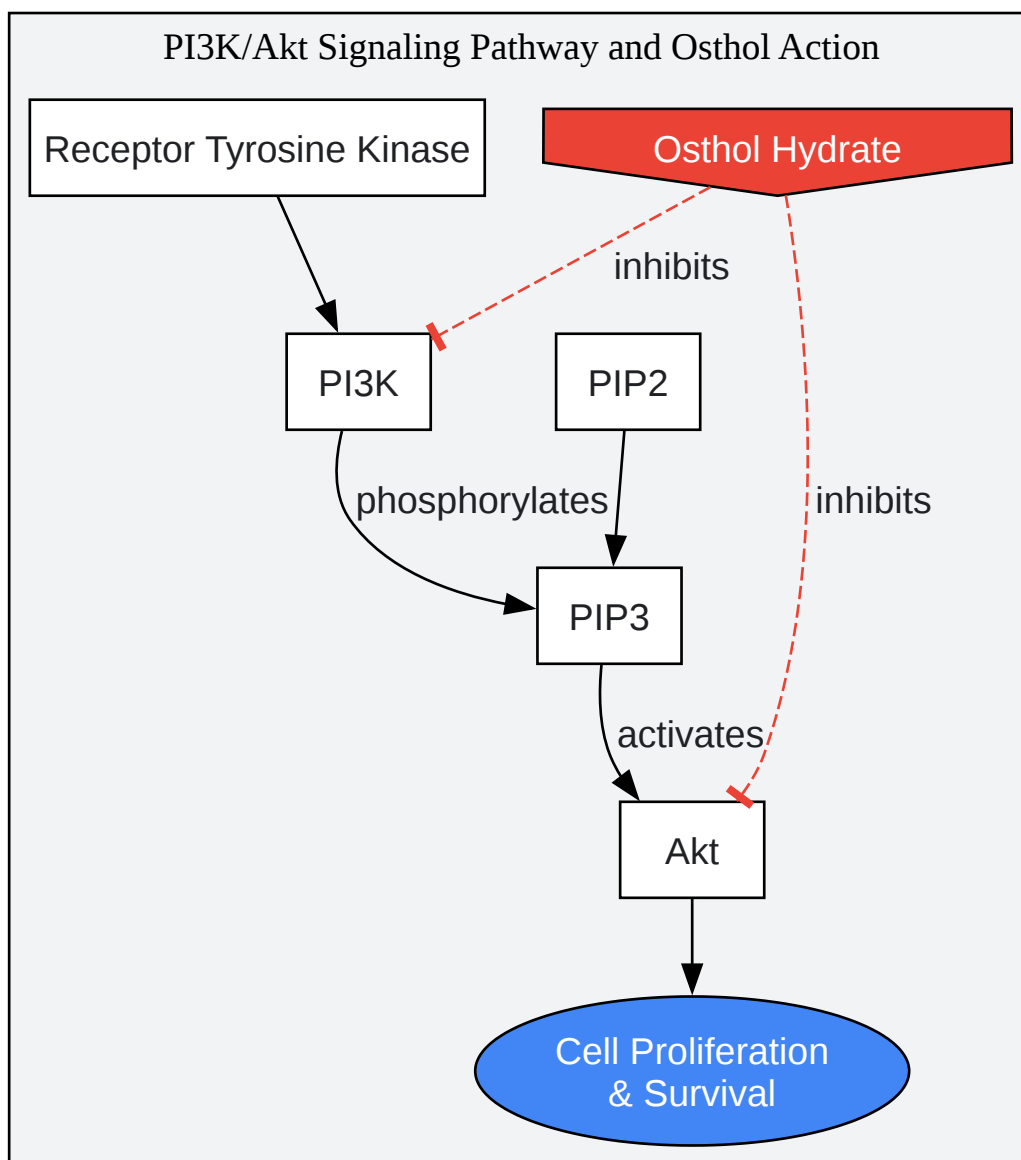 PI3K/Akt Signaling Pathway and Osthol Action
Receptor Tyrosine Kinase
Osthol Hydrate
inhibits
PI3K
PIP2
phosphorylates
inhibits
PIP3
activates
Akt
Cell Proliferation
& Survival